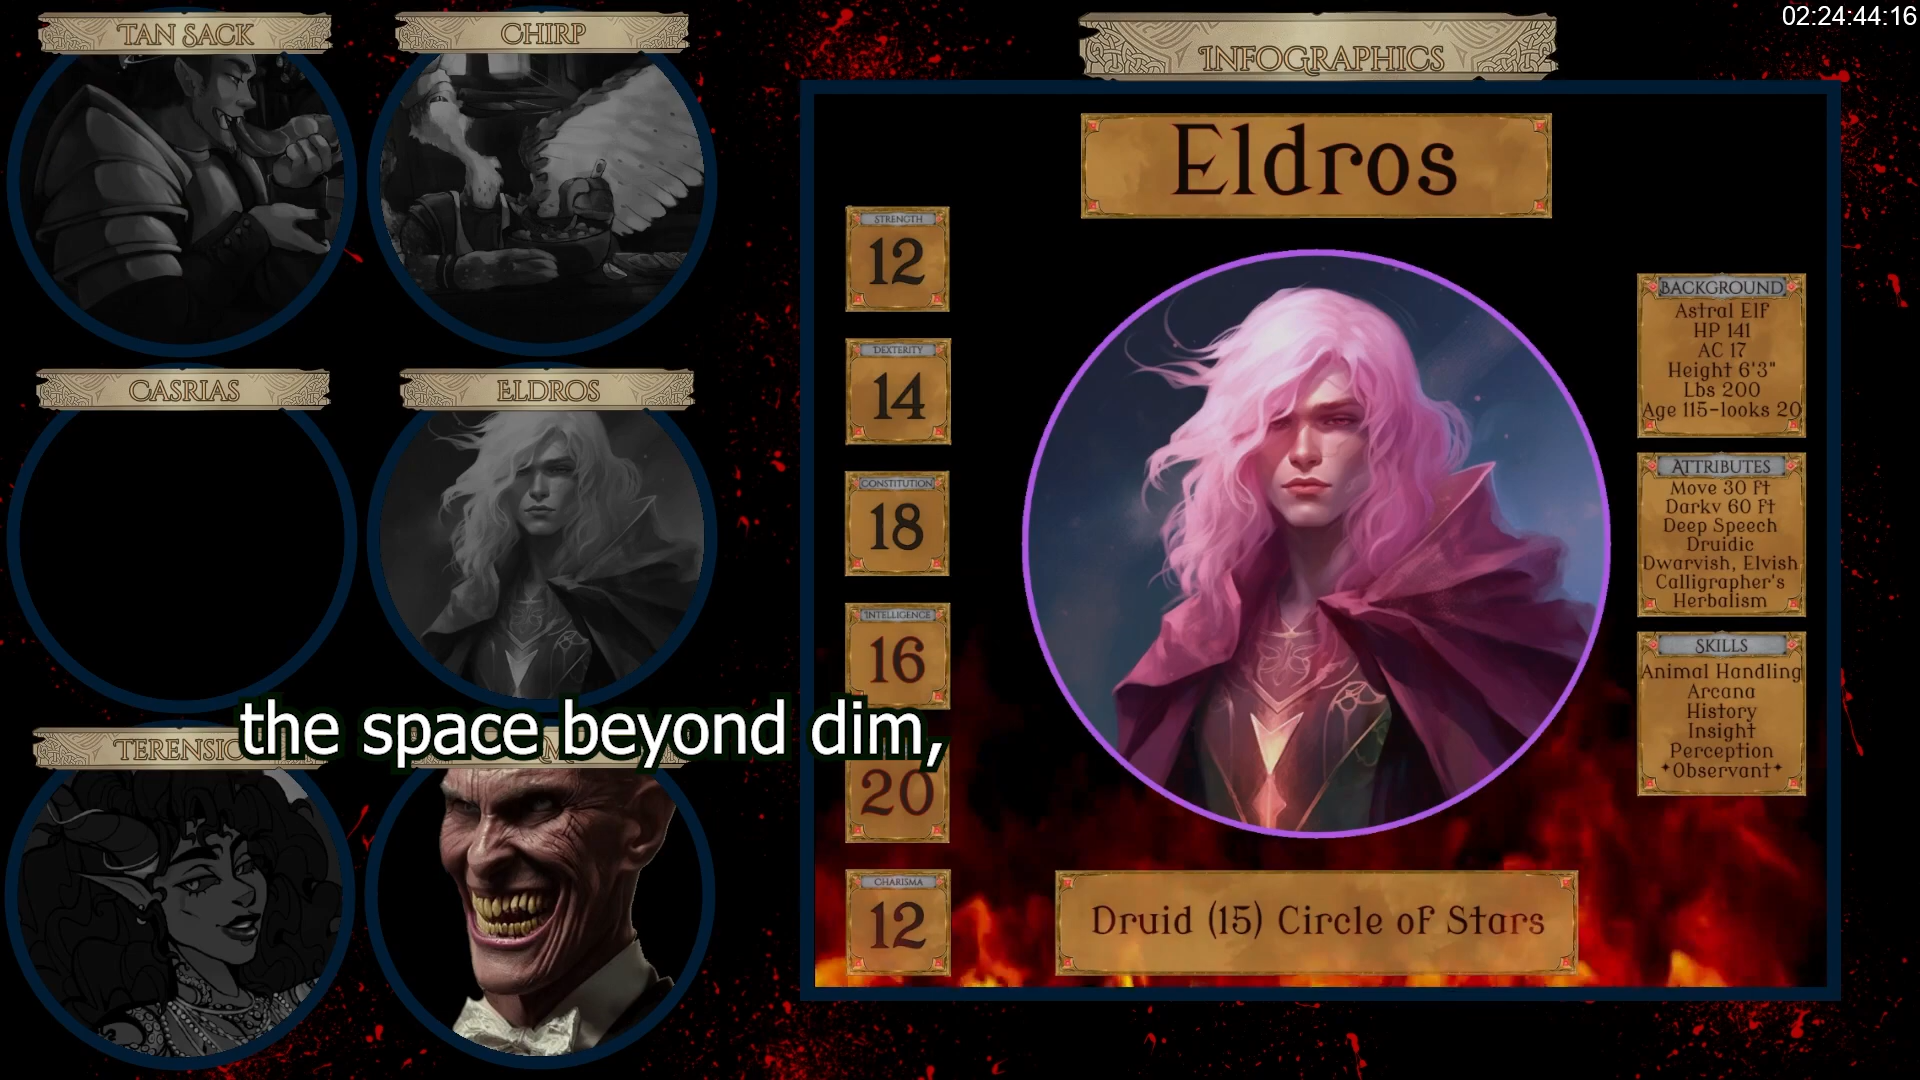 02:24:44:16
TAN SACK
CHIRP
INFOGRAPHICS
Eldros
STRENGTH
12
DEXTERITY
14
CONSTITUTION
18
INTELLIGENCE
16
20
CHARISMA
12
BACKGROUND
Astral Elf
HP 141
AC 17
Height 6'3"
Lbs 200
Age 115-looks 20
ATTRIBUTES
Move 30 ft
Darkv 60 ft
Deep Speech
Druidic
Dwarvish, Elvish
Calligrapher's
Herbalism
SKILLS
Animal Handling
Arcana
History
Insight
Perception
*Observant*
CASRIAS
ELDROS
the space beyond dim,
Druid (15) Circle of Stars